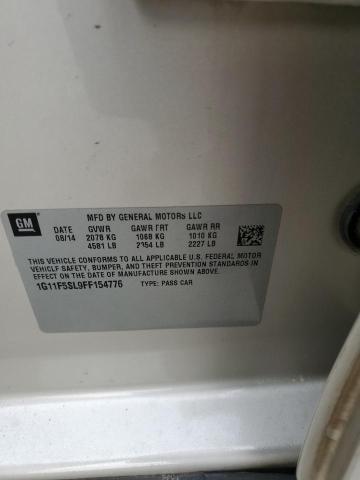 GM
MFD BY GENERAL MOTORS LLC
DATE GVWR GAWR FRT GAWR RR
08/14 2078 KG 1068 KG 1010 KG
4581 LB 2354 LB 2227 LB
THIS VEHICLE CONFORMS TO ALL APPLICABLE U.S. FEDERAL MOTOR
VEHICLE SAFETY, BUMPER, AND THEFT PREVENTION STANDARDS
IN EFFECT ON THE DATE OF MANUFACTURE SHOWN ABOVE.
1G11F5SL9FF154776 TYPE: PASS CAR